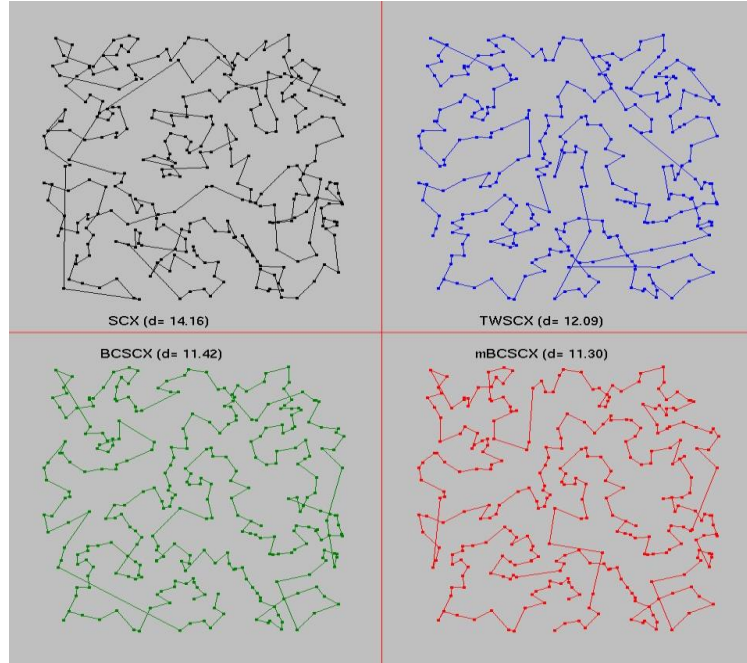 SCX (d= 14.16)
TWSCX (d= 12.09)
BCSCX (d= 11.42)
mBCSCX (d= 11.30)